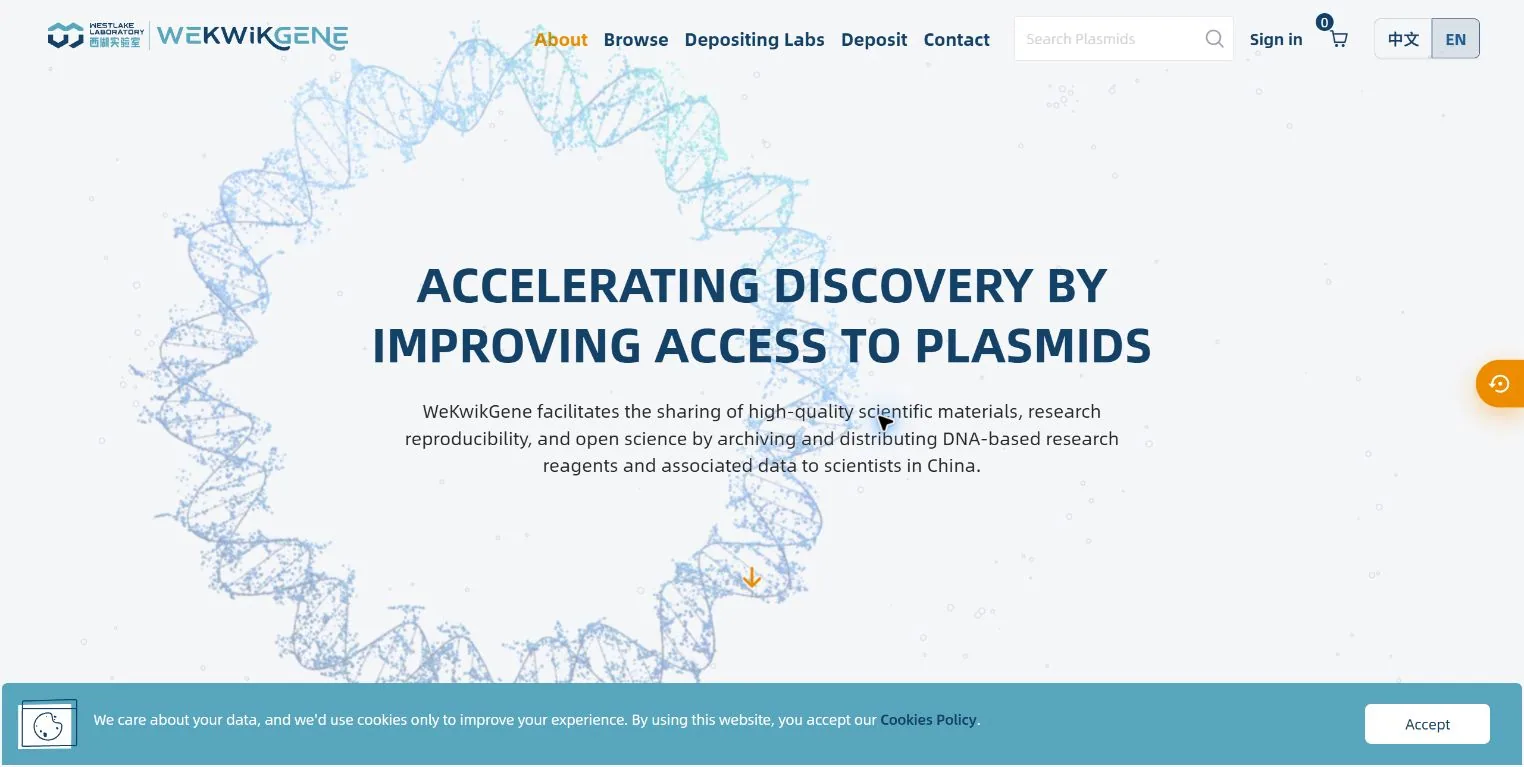 WESTLAKE
LABORATORY
西湖实验室
WEKWiKGENE
About Browse Depositing Labs Deposit Contact
Search Plasmids
Sign in
0
中文 EN
ACCELERATING DISCOVERY BY
IMPROVING ACCESS TO PLASMIDS
WeKwikGene facilitates the sharing of high-quality scientific materials, research
reproducibility, and open science by archiving and distributing DNA-based research
reagents and associated data to scientists in China.
We care about your data, and we'd use cookies only to improve your experience. By using this website, you accept our Cookies Policy.
Accept